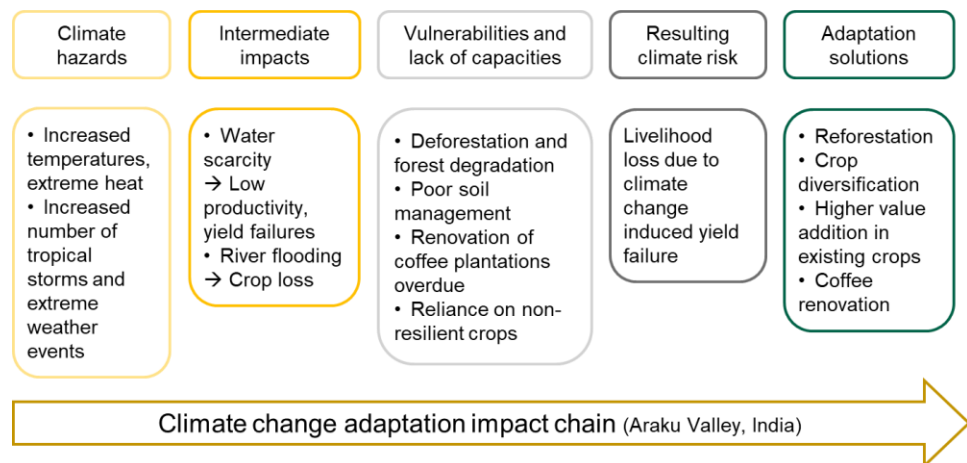 Climate
hazards
Intermediate
impacts
Vulnerabilities and
lack of capacities
Resulting
climate risk
Adaptation
solutions
• Increased
temperatures,
extreme heat
• Increased
number of
tropical
storms and
extreme
weather
events
• Water
scarcity
→ Low
productivity,
yield failures
• River flooding
→ Crop loss
• Deforestation and
forest degradation
• Poor soil
management
• Renovation of
coffee plantations
overdue
• Reliance on non-
resilient crops
Livelihood
loss due to
climate
change
induced yield
failure
• Reforestation
• Crop
diversification
• Higher value
addition in
existing crops
• Coffee
renovation
Climate change adaptation impact chain (Araku Valley, India)